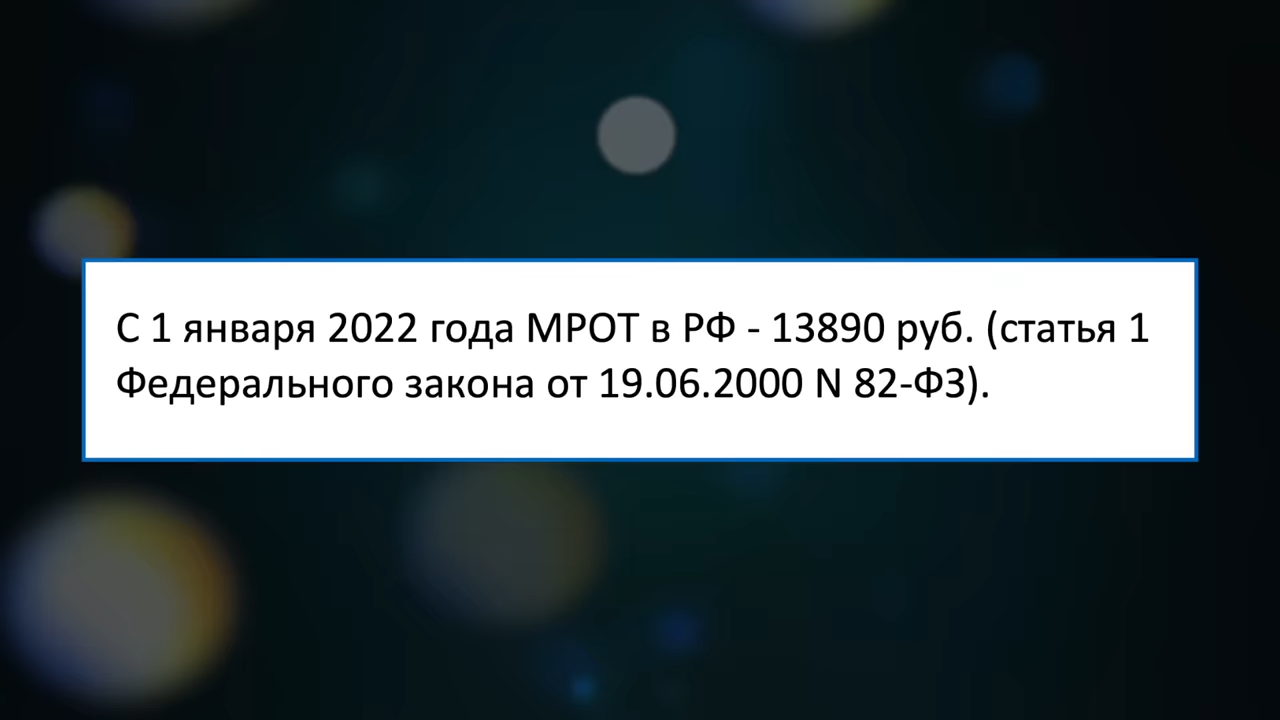 С 1 января 2022 года МРОТ в РФ - 13890 руб. (статья 1
Федерального закона от 19.06.2000 N 82-ФЗ).